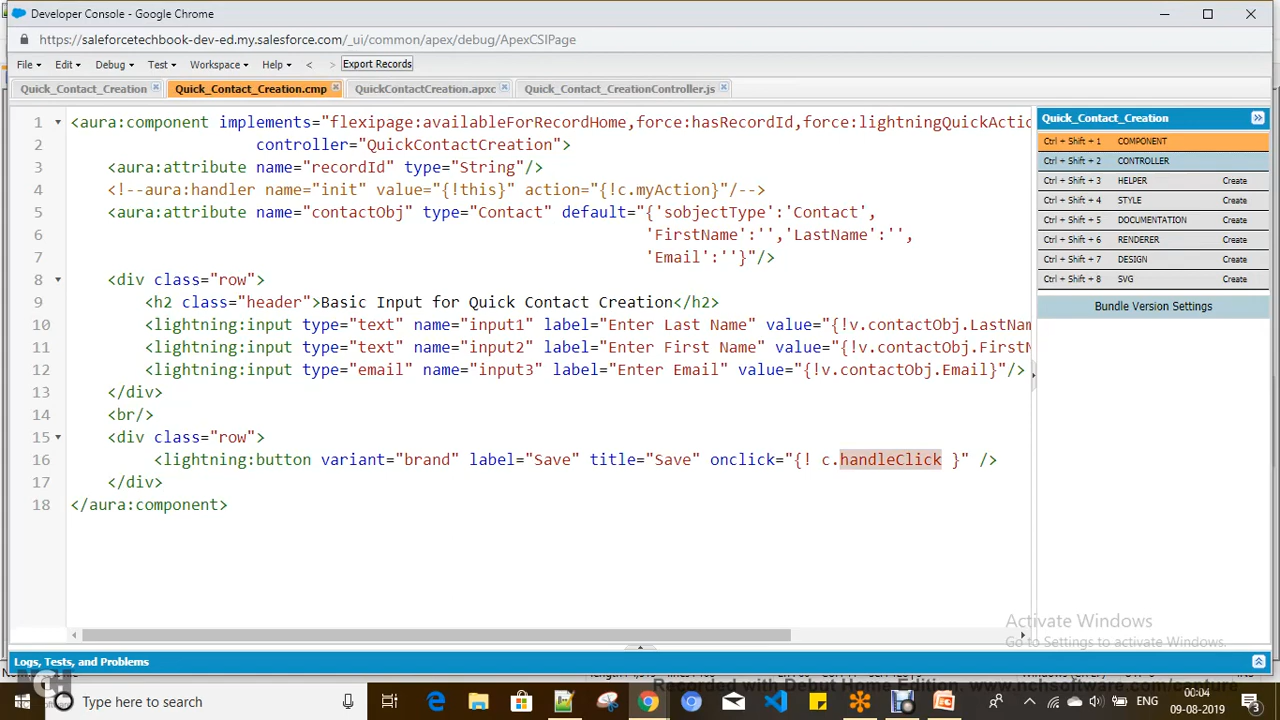 Developer Console - Google Chrome
https://saleforcetechbook-dev-ed.my.salesforce.com/_ui/common/apex/debug/ApexCSIPage
File Edit Debug Test Workspace Help < > Export Records
Quick_Contact_Creation Quick_Contact_Creation.cmp QuickContactCreation.apxc Quick_Contact_CreationController.js
1 <aura:component implements="flexipage:availableForRecordHome,force:hasRecordId,force:lightningQuickActio
2 controller="QuickContactCreation">
3 <aura:attribute name="recordId" type="String"/>
4 <!--aura:handler name="init" value="{!this}" action="{!c.myAction}"/-->
5 <aura:attribute name="contactObj" type="Contact" default="{'sobjectType':'Contact',
6 'FirstName':'','LastName':'',
7 'Email':''}"/>
8 <div class="row">
9 <h2 class="header">Basic Input for Quick Contact Creation</h2>
10 <lightning:input type="text" name="input1" label="Enter Last Name" value="{!v.contactObj.LastNam
11 <lightning:input type="text" name="input2" label="Enter First Name" value="{!v.contactObj.FirstN
12 <lightning:input type="email" name="input3" label="Enter Email" value="{!v.contactObj.Email}"/>
13 </div>
14 <br/>
15 <div class="row">
16 <lightning:button variant="brand" label="Save" title="Save" onclick="{! c.handleClick }" />
17 </div>
18 </aura:component>
Quick_Contact_Creation
Ctrl + Shift + 1 COMPONENT
Ctrl + Shift + 2 CONTROLLER
Ctrl + Shift + 3 HELPER Create
Ctrl + Shift + 4 STYLE Create
Ctrl + Shift + 5 DOCUMENTATION Create
Ctrl + Shift + 6 RENDERER Create
Ctrl + Shift + 7 DESIGN Create
Ctrl + Shift + 8 SVG Create
Bundle Version Settings
Activate Windows
Go to Settings to activate Windows.
Logs, Tests, and Problems
Recorded with Debut Home Edition. www.nchsoftware.com/capture
Type here to search
ENG
00:04
09-08-2019
3